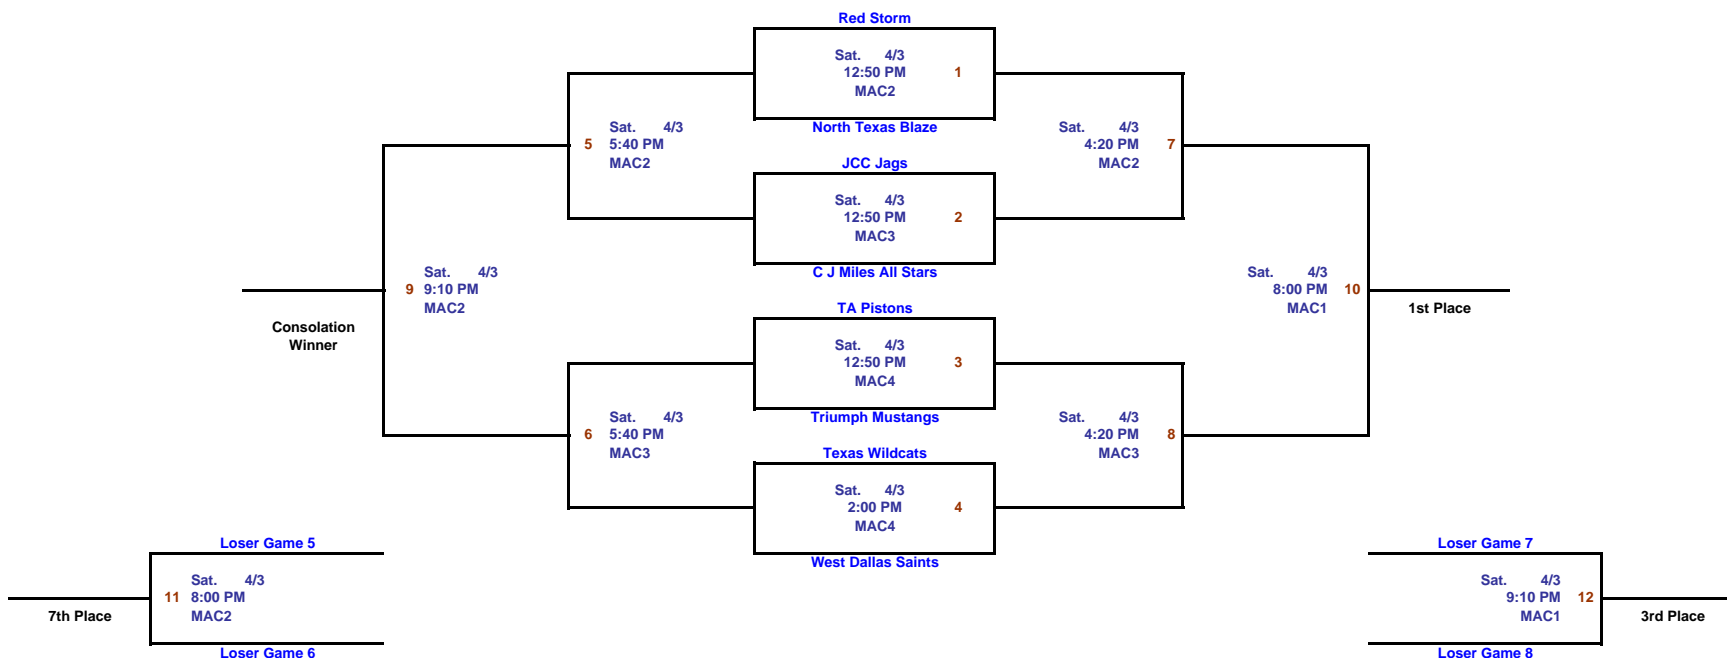 Red Storm
Sat. 4/3
12:50 PM 1
MAC2
North Texas Blaze
Sat. 4/3
5 5:40 PM
MAC2
Sat. 4/3
4:20 PM 7
MAC2
JCC Jags
Sat. 4/3
12:50 PM 2
MAC3
C J Miles All Stars
Sat. 4/3
9 9:10 PM
MAC2
Consolation
Winner
Sat. 4/3
8:00 PM 10
MAC1
1st Place
TA Pistons
Sat. 4/3
12:50 PM 3
MAC4
Triumph Mustangs
Sat. 4/3
6 5:40 PM
MAC3
Sat. 4/3
4:20 PM 8
MAC3
Texas Wildcats
Sat. 4/3
2:00 PM 4
MAC4
West Dallas Saints
Loser Game 5
Sat. 4/3
11 8:00 PM
MAC2
7th Place
Loser Game 6
Loser Game 7
Sat. 4/3
9:10 PM 12
MAC1
3rd Place
Loser Game 8